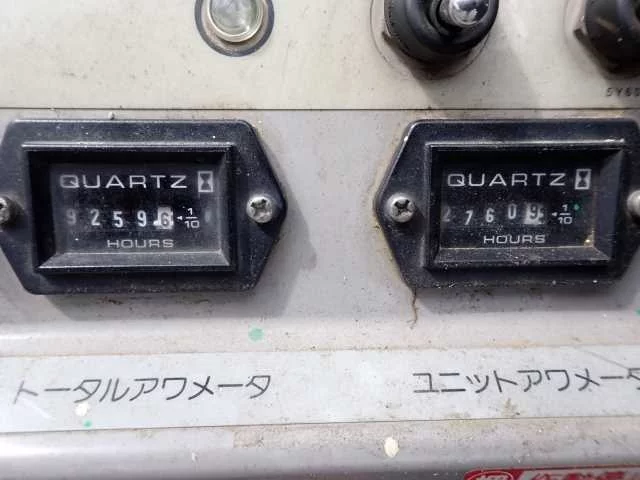 QUARTZ
92596 1/10
HOURS
QUARTZ
27609 1/10
HOURS
トータルアワメータ
ユニットアワメータ